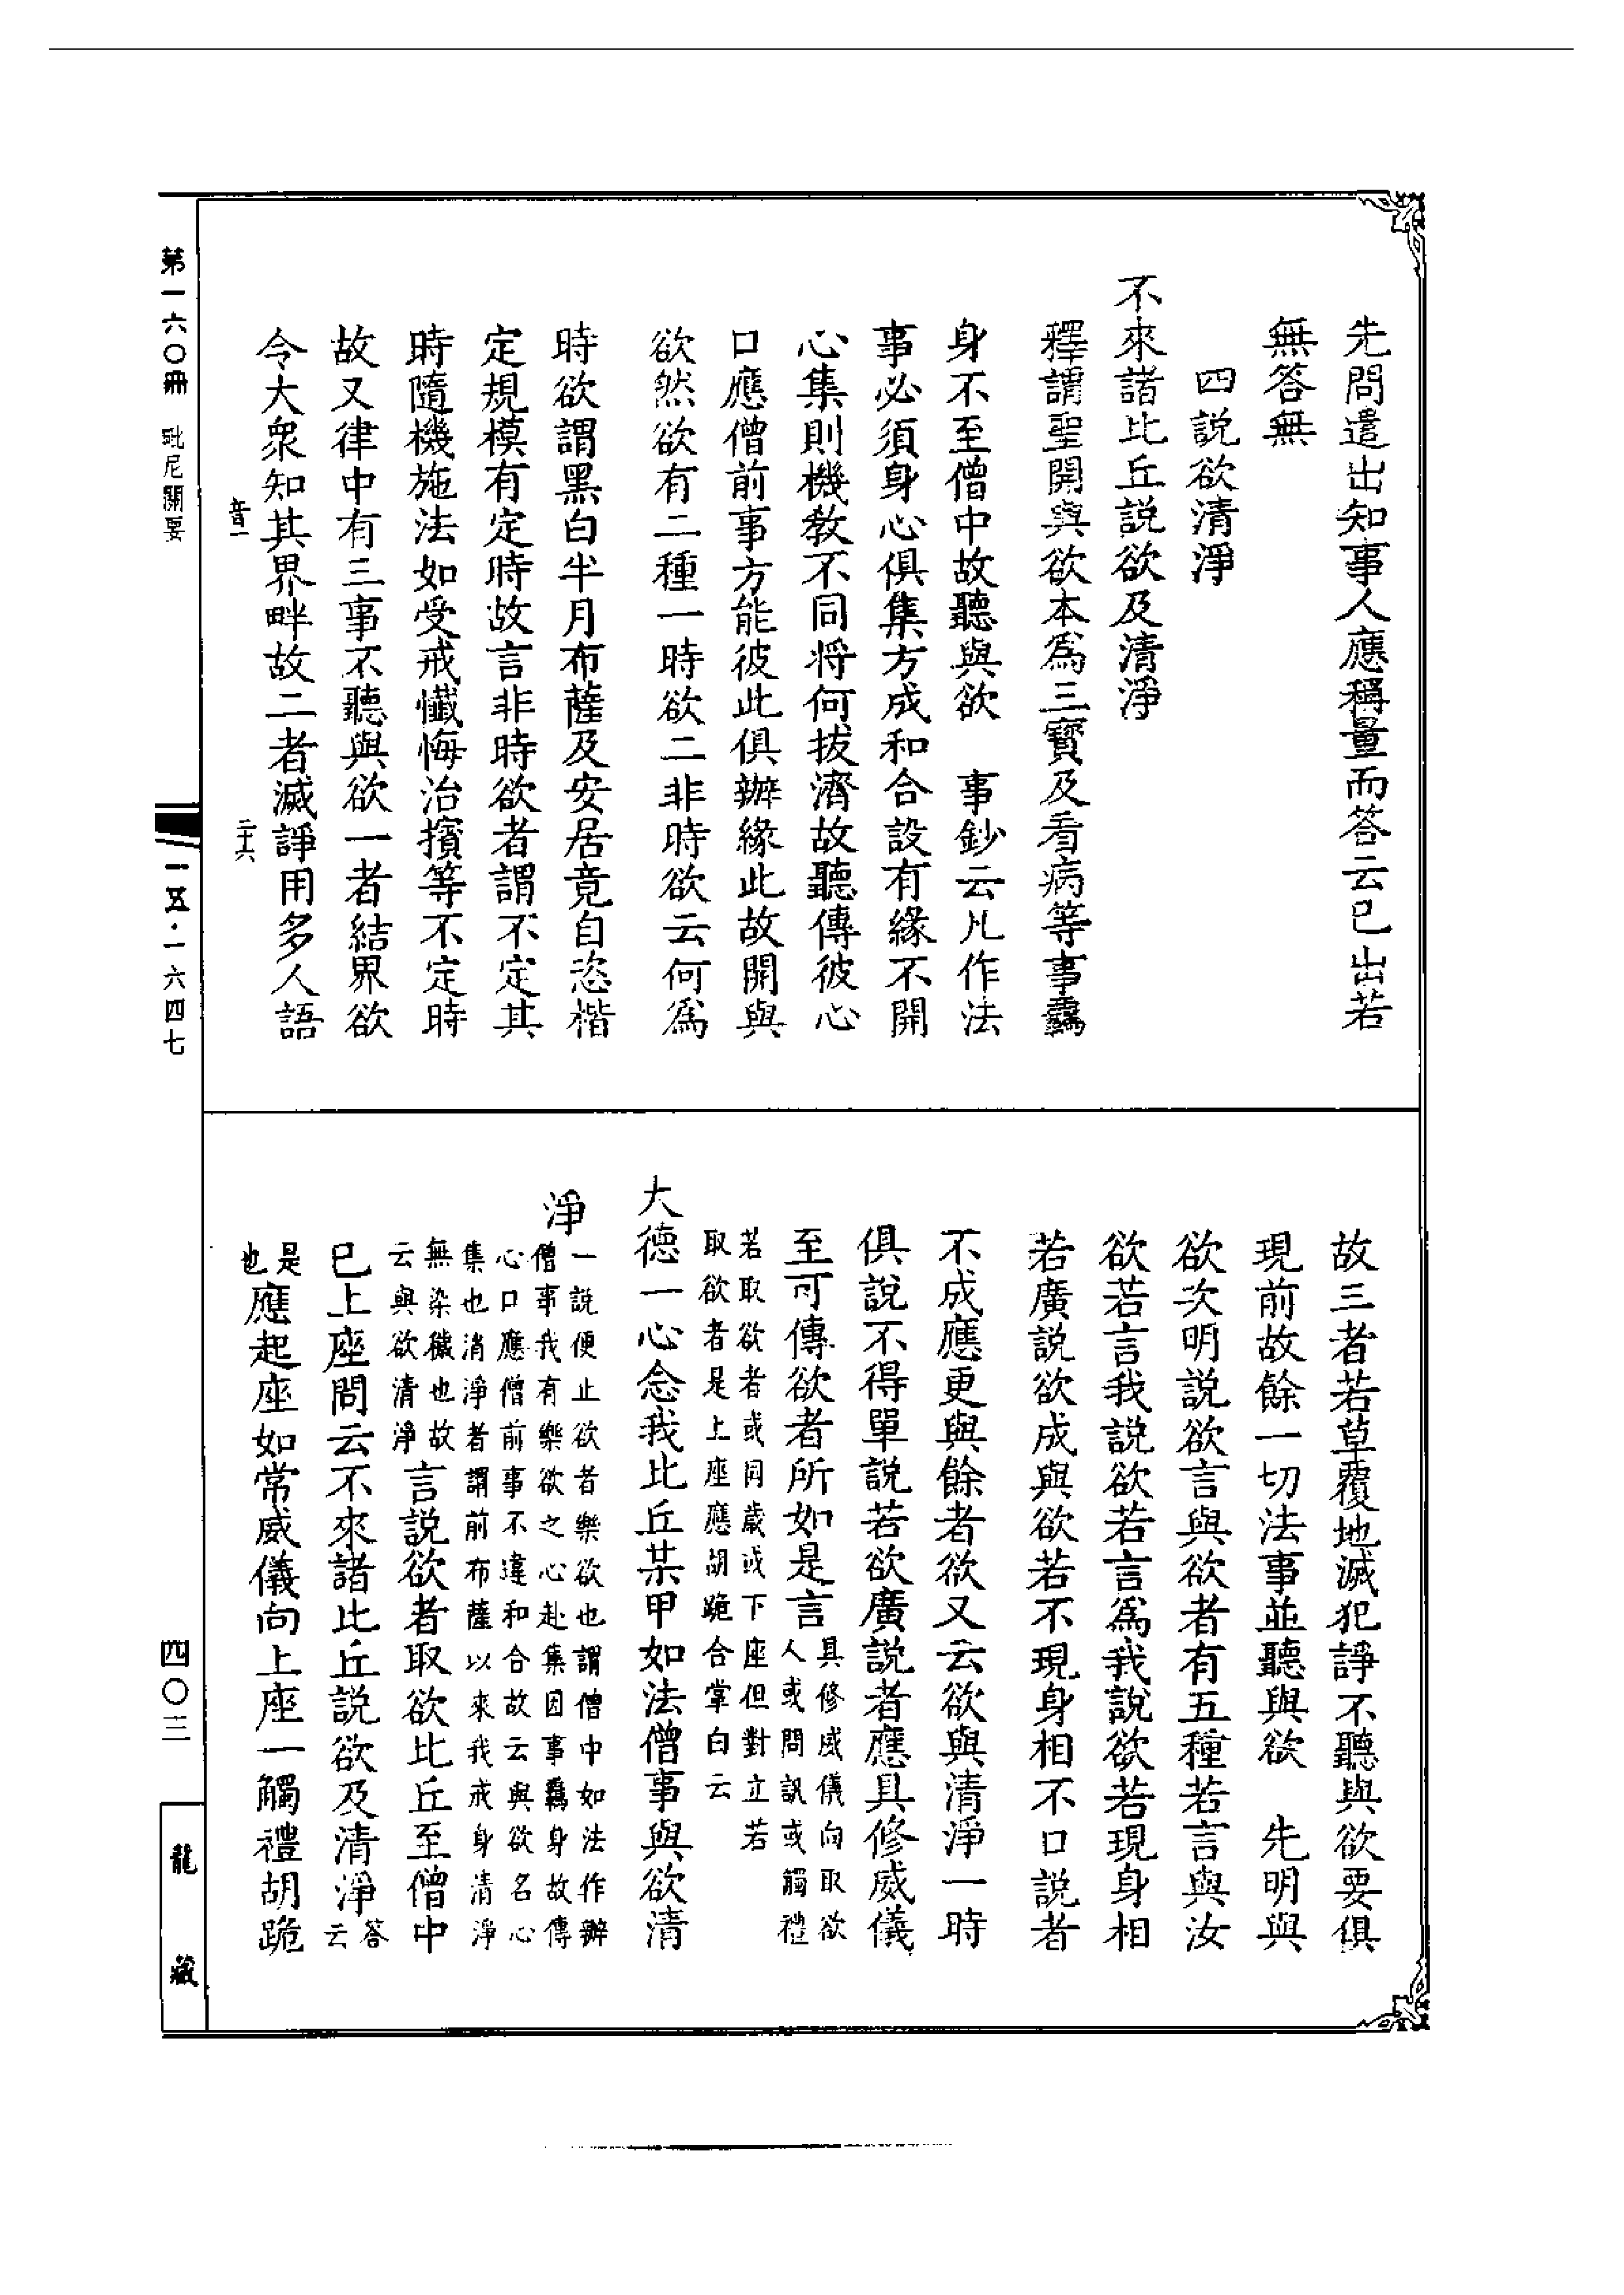 先問遣出知事人應稱量而答云已出若
無答無
四說欲清淨
不來諸比丘說欲及清淨
釋謂聖開與欲本爲三寶及看病等事羈
身不至僧中故聽與欲　事鈔云凡作法
事必須身心俱集方成和合設有緣不開
心集則機教不同將何拔濟故聽傳彼心
口應僧前事方能彼此俱辦緣此故開與
欲然欲有二種一時欲二非時欲云何爲
時欲謂黑白半月布薩及安居竟自恣楷
定規模有定時故言非時欲者謂不定其
時隨機施法如受戒懺悔治擯等不定時
故又律中有三事不聽與欲一者結界欲
令大衆知其界畔故二者滅諍用多人語
音一
二十六
第一六〇冊　毗尼關要
一五·一六四七
故三者若草覆地滅犯諍不聽與欲要俱
現前故餘一切法事並聽與欲　先明與
欲次明說欲言與欲者有五種若言與汝
欲若言我說欲若言爲我說欲若現身相
若廣說欲成與欲若不現身相不口說者
不成應更與餘者欲又云欲與清淨一時
俱說不得單說若欲廣說者應具修威儀
至可傳欲者所如是言具修威儀向取欲
人或問訊或觸禮
若取欲者或同歲或下座但對立若
取欲者是上座應胡跪合掌白云
大德一心念我比丘某甲如法僧事與欲清
淨
一說便止欲者樂欲也謂僧中如法作辦
僧事我有樂欲之心赴集因事羈身故傳
心口應僧前事不違和合故云與欲名心
集也消淨者謂前布薩以來我戒身清淨
無染穢也故
云與欲清淨
言說欲者取欲比丘至僧中
已上座問云不來諸比丘說欲及清淨答
云
是
也
應起座如常威儀向上座一觸禮胡跪
四〇三
龍藏